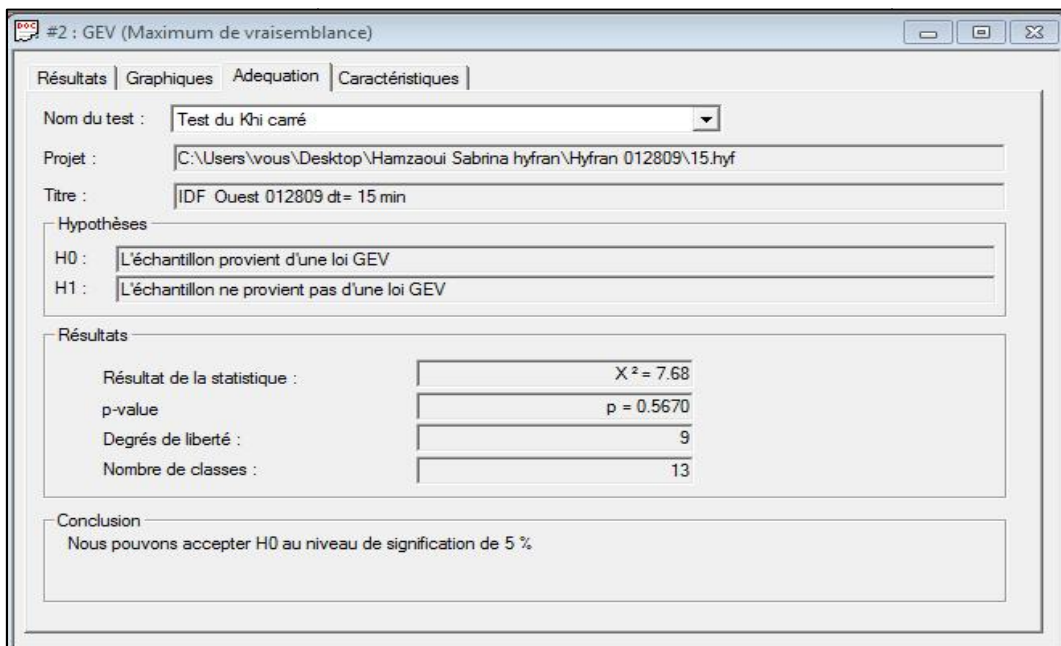 #2 : GEV (Maximum de vraisemblance)
Résultats Graphiques Adequation Caractéristiques
Nom du test : Test du Khi carré
Projet : C:\Users\vous\Desktop\Hamzaoui Sabrina hyfran\Hyfran 012809\15.hyf
Titre : IDF Ouest 012809 dt= 15 min
Hypothèses
H0 : L'échantillon provient d'une loi GEV
H1 : L'échantillon ne provient pas d'une loi GEV
Résultats
Résultat de la statistique : X² = 7.68
p-value p = 0.5670
Degrés de liberté : 9
Nombre de classes : 13
Conclusion
Nous pouvons accepter H0 au niveau de signification de 5 %